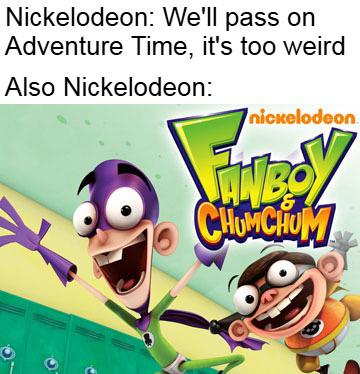 Nickelodeon: We'll pass on
Adventure Time, it's too weird
Also Nickelodeon:
nickelodeon
FANBOY
&
CHUMCHUM